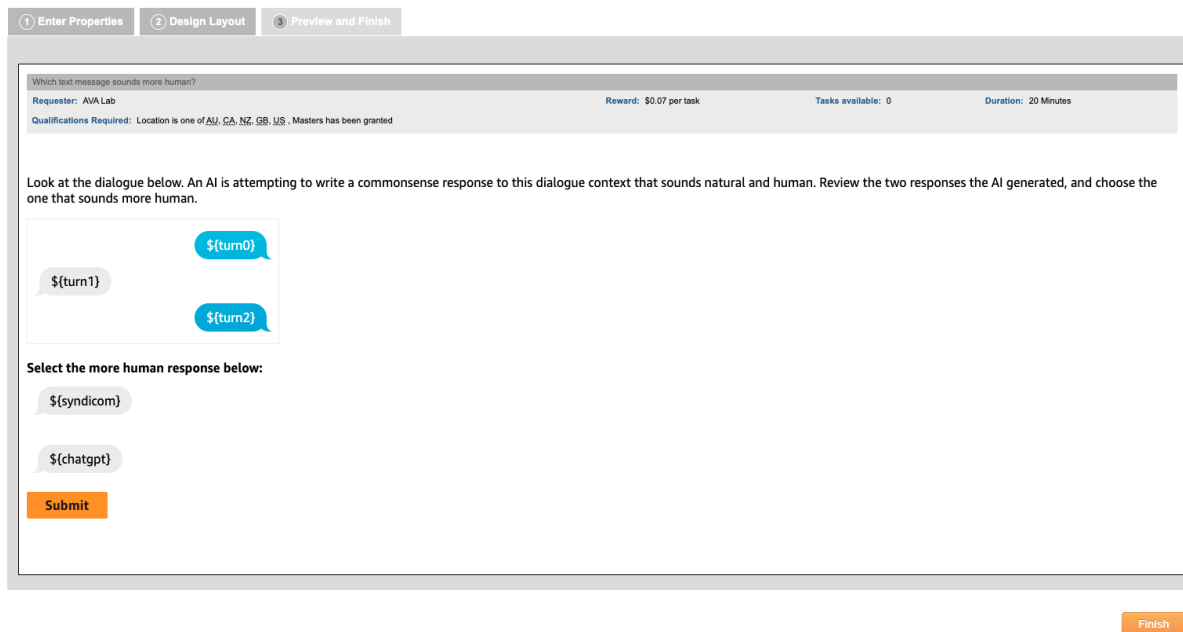 1 Enter Properties 2 Design Layout 3 Preview and Finish
Which text message sounds more human?
Requester: AVA Lab Reward: $0.07 per task Tasks available: 0 Duration: 20 Minutes
Qualifications Required: Location is one of AU, CA, NZ, GB, US , Masters has been granted
Look at the dialogue below. An AI is attempting to write a commonsense response to this dialogue context that sounds natural and human. Review the two responses the AI generated, and choose the
one that sounds more human.
${turn0}
${turn1}
${turn2}
Select the more human response below:
${syndicom}
${chatgpt}
Submit
Finish